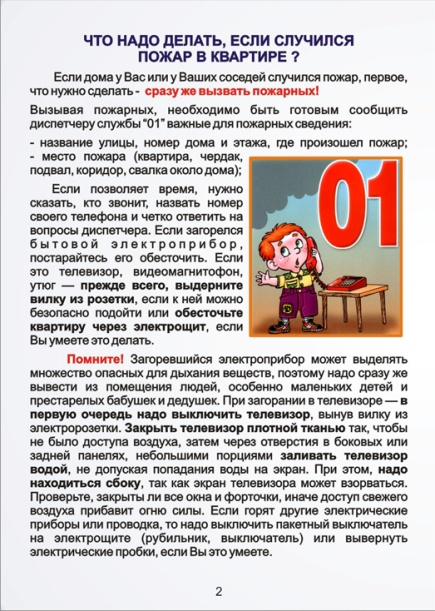 ЧТО НАДО ДЕЛАТЬ, ЕСЛИ СЛУЧИЛСЯ
ПОЖАР В КВАРТИРЕ ?
Если дома у Вас или у Ваших соседей случился пожар, первое,
что нужно сделать - сразу же вызвать пожарных!
Вызывая пожарных, необходимо быть готовым сообщить
диспетчеру службы “01” важные для пожарных сведения:
- название улицы, номер дома и этажа, где произошел пожар;
- место пожара (квартира, чердак,
подвал, коридор, свалка около дома);
Если позволяет время, нужно
сказать, кто звонит, назвать номер
своего телефона и четко ответить на
вопросы диспетчера. Если загорелся
бытовой электроприбор,
постарайтесь его обесточить. Если
это телевизор, видеомагнитофон,
утюг — прежде всего, выдерните
вилку из розетки, если к ней можно
безопасно подойти или обесточьте
квартиру через электрощит, если
Вы умеете это делать.
01
Помните! Загоревшийся электроприбор может выделять
множество опасных для дыхания веществ, поэтому надо сразу же
вывести из помещения людей, особенно маленьких детей и
престарелых бабушек и дедушек. При загорании в телевизоре — в
первую очередь надо выключить телевизор, вынув вилку из
электророзетки. Закрыть телевизор плотной тканью так, чтобы
не было доступа воздуха, затем через отверстия в боковых или
задней панелях, небольшими порциями заливать телевизор
водой, не допуская попадания воды на экран. При этом, надо
находиться сбоку, так как экран телевизора может взорваться.
Проверьте, закрыты ли все окна и форточки, иначе доступ свежего
воздуха прибавит огню силы. Если горят другие электрические
приборы или проводка, то надо выключить пакетный выключатель
на электрощите (рубильник, выключатель) или вывернуть
электрические пробки, если Вы это умеете.
2